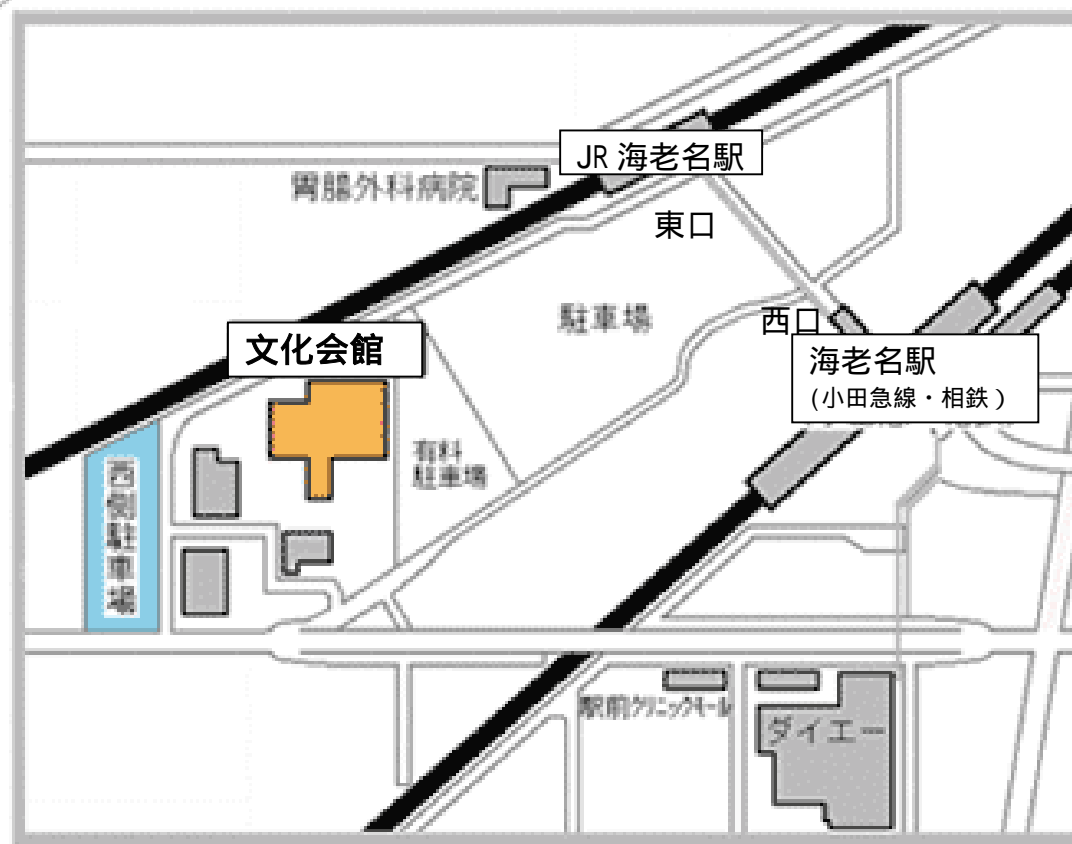 JR 海老名駅
胃腸外科病院
東口
駐車場
西口
文化会館
海老名駅
(小田急線・相鉄)
有料
駐車場
西側駐車場
駅前クリニックモール
ダイエー